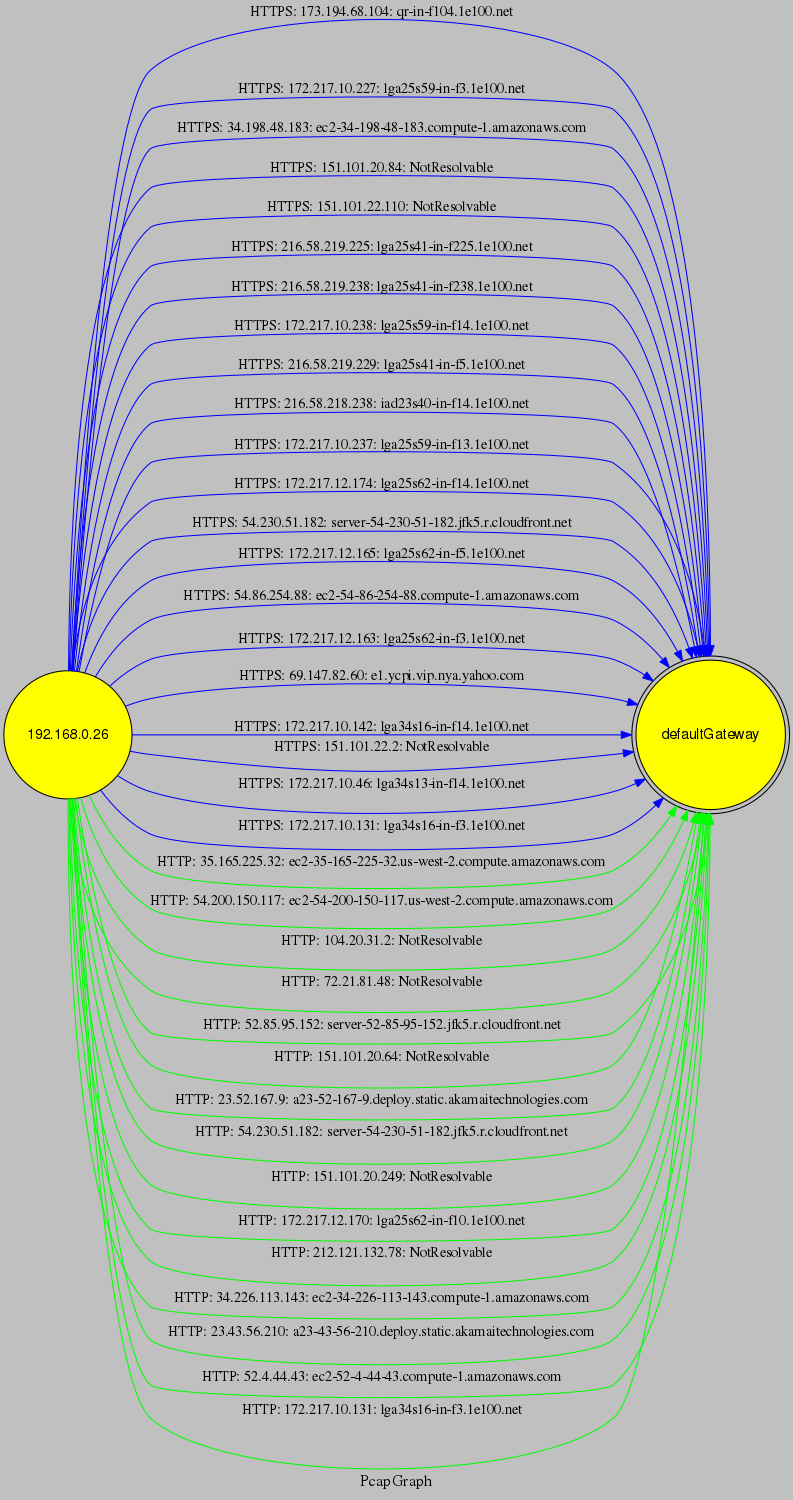 HTTPS: 173.194.68.104: qr-in-f104.1e100.net
HTTPS: 172.217.10.227: lga25s59-in-f3.1e100.net
HTTPS: 34.198.48.183: ec2-34-198-48-183.compute-1.amazonaws.com
HTTPS: 151.101.20.84: NotResolvable
HTTPS: 151.101.22.110: NotResolvable
HTTPS: 216.58.219.225: lga25s41-in-f225.1e100.net
HTTPS: 216.58.219.238: lga25s41-in-f238.1e100.net
HTTPS: 172.217.10.238: lga25s59-in-f14.1e100.net
HTTPS: 216.58.219.229: lga25s41-in-f5.1e100.net
HTTPS: 216.58.218.238: iad23s40-in-f14.1e100.net
HTTPS: 172.217.10.237: lga25s59-in-f13.1e100.net
HTTPS: 172.217.12.174: lga25s62-in-f14.1e100.net
HTTPS: 54.230.51.182: server-54-230-51-182.jfk5.r.cloudfront.net
HTTPS: 172.217.12.165: lga25s62-in-f5.1e100.net
HTTPS: 54.86.254.88: ec2-54-86-254-88.compute-1.amazonaws.com
HTTPS: 172.217.12.163: lga25s62-in-f3.1e100.net
HTTPS: 69.147.82.60: e1.ycpi.vip.nya.yahoo.com
HTTPS: 172.217.10.142: lga34s16-in-f14.1e100.net
192.168.0.26
defaultGateway
HTTPS: 151.101.22.2: NotResolvable
HTTPS: 172.217.10.46: lga34s13-in-f14.1e100.net
HTTPS: 172.217.10.131: lga34s16-in-f3.1e100.net
HTTP: 35.165.225.32: ec2-35-165-225-32.us-west-2.compute.amazonaws.com
HTTP: 54.200.150.117: ec2-54-200-150-117.us-west-2.compute.amazonaws.com
HTTP: 104.20.31.2: NotResolvable
HTTP: 72.21.81.48: NotResolvable
HTTP: 52.85.95.152: server-52-85-95-152.jfk5.r.cloudfront.net
HTTP: 151.101.20.64: NotResolvable
HTTP: 23.52.167.9: a23-52-167-9.deploy.static.akamaitechnologies.com
HTTP: 54.230.51.182: server-54-230-51-182.jfk5.r.cloudfront.net
HTTP: 151.101.20.249: NotResolvable
HTTP: 172.217.12.170: lga25s62-in-f10.1e100.net
HTTP: 212.121.132.78: NotResolvable
HTTP: 34.226.113.143: ec2-34-226-113-143.compute-1.amazonaws.com
HTTP: 23.43.56.210: a23-43-56-210.deploy.static.akamaitechnologies.com
HTTP: 52.4.44.43: ec2-52-4-44-43.compute-1.amazonaws.com
HTTP: 172.217.10.131: lga34s16-in-f3.1e100.net
PcapGraph